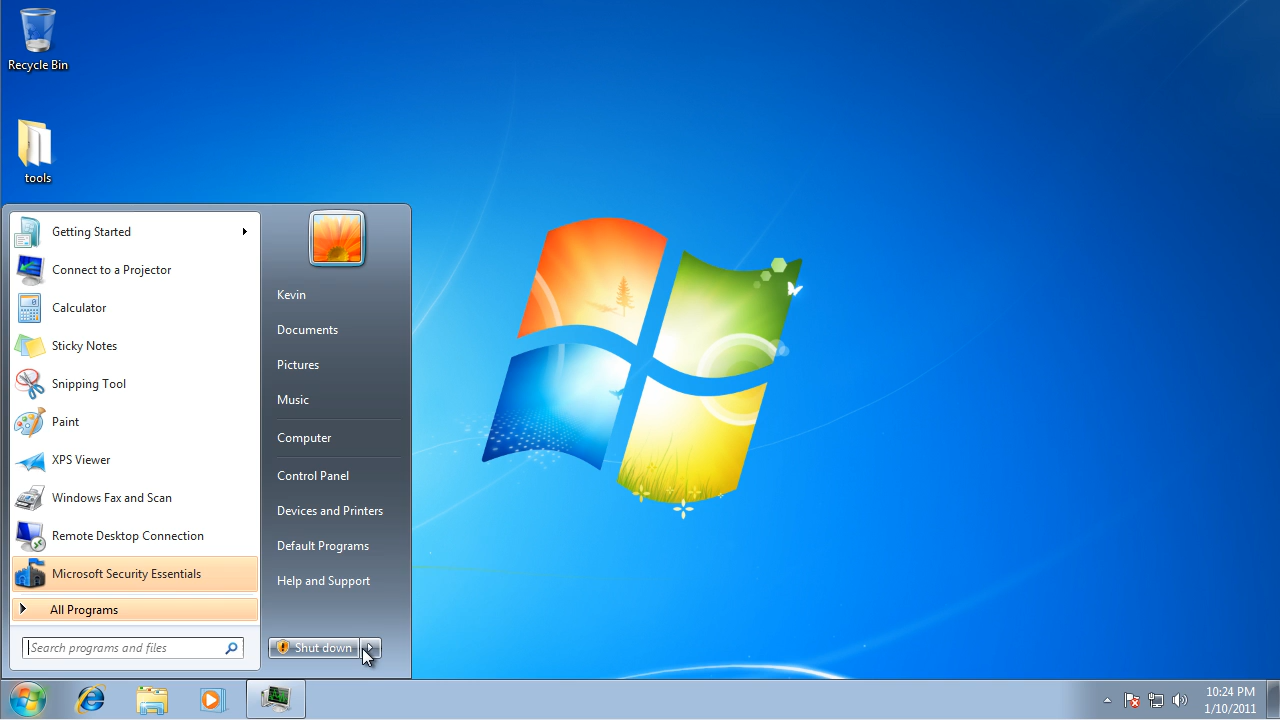 Recycle Bin
tools
Getting Started
Connect to a Projector
Calculator
Sticky Notes
Snipping Tool
Paint
XPS Viewer
Windows Fax and Scan
Remote Desktop Connection
Microsoft Security Essentials
All Programs
Search programs and files
Kevin
Documents
Pictures
Music
Computer
Control Panel
Devices and Printers
Default Programs
Help and Support
Shut down
10:24 PM
1/10/2011